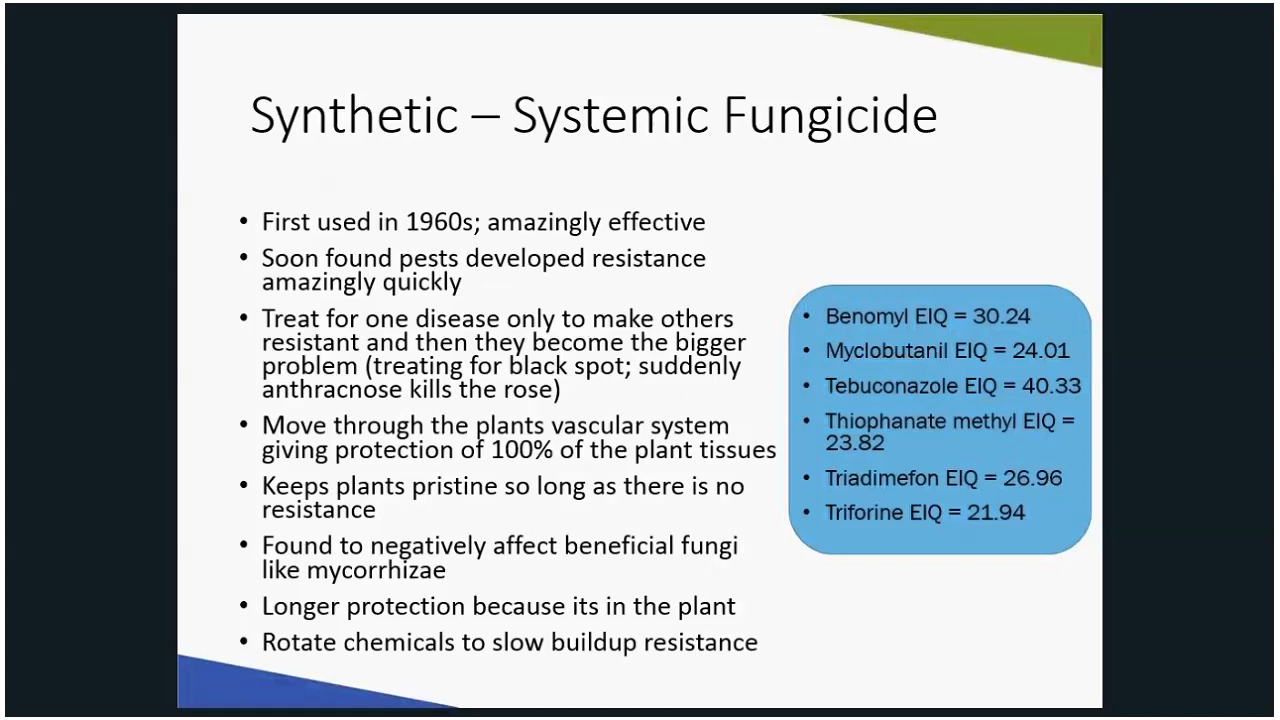 Synthetic – Systemic Fungicide
• First used in 1960s; amazingly effective
• Soon found pests developed resistance
amazingly quickly
• Treat for one disease only to make others
resistant and then they become the bigger
problem (treating for black spot; suddenly
anthracnose kills the rose)
• Move through the plants vascular system
giving protection of 100% of the plant tissues
• Keeps plants pristine so long as there is no
resistance
• Found to negatively affect beneficial fungi
like mycorrhizae
• Longer protection because its in the plant
• Rotate chemicals to slow buildup resistance
• Benomyl EIQ = 30.24
• Myclobutanil EIQ = 24.01
• Tebuconazole EIQ = 40.33
• Thiophanate methyl EIQ =
23.82
• Triadimefon EIQ = 26.96
• Triforine EIQ = 21.94